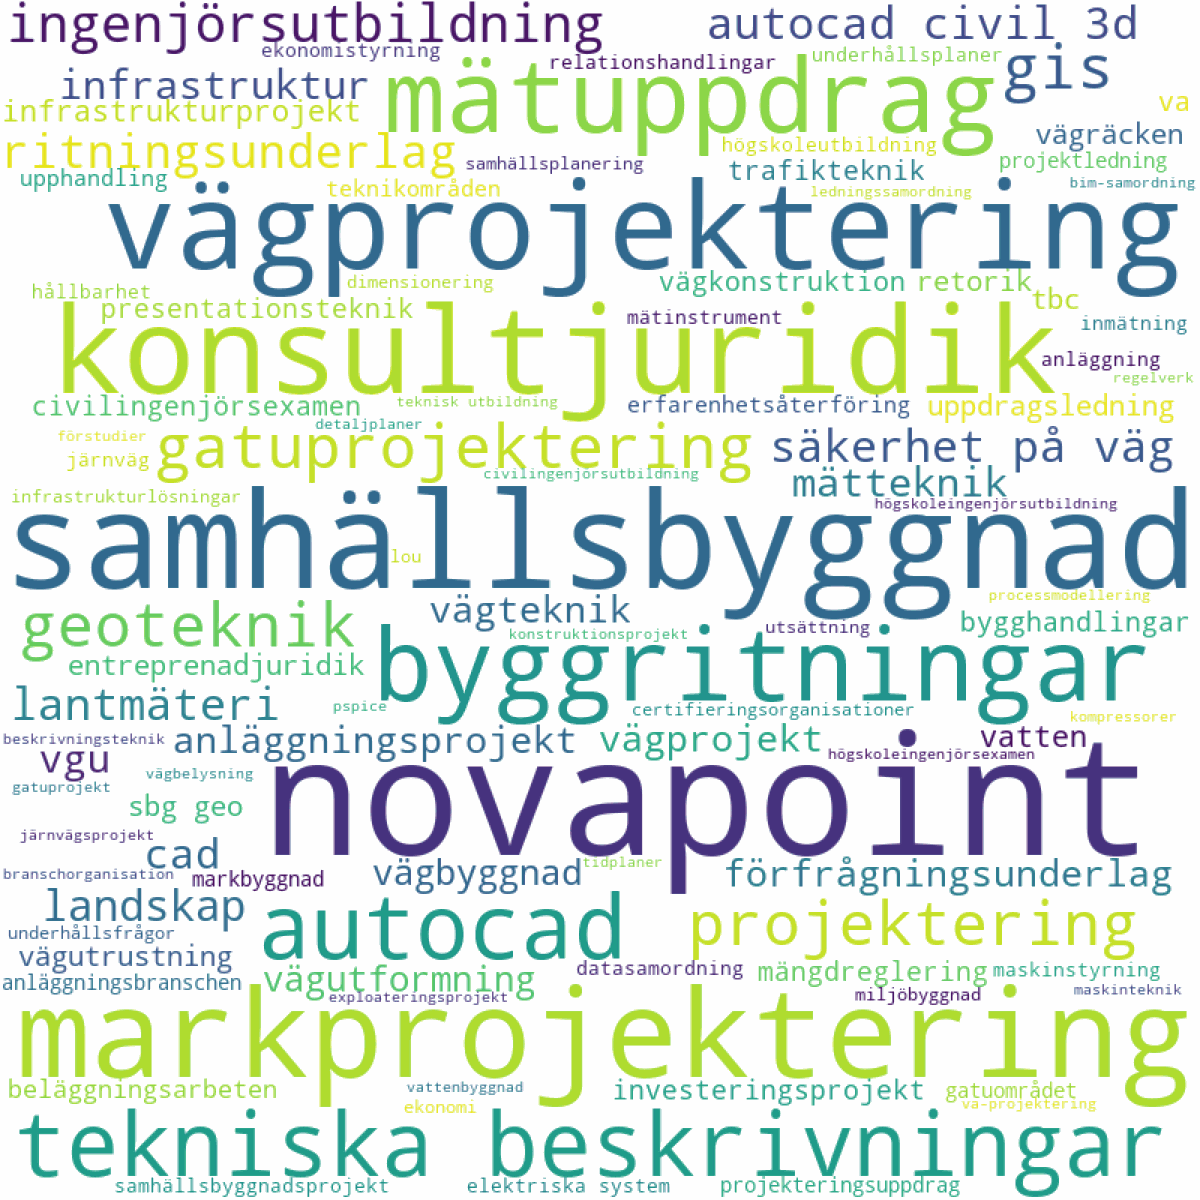 ingenjörsutbildning
autocad civil 3d
ekonomistyrning
relationshandlingar
underhållsplaner
gis
infrastruktur
mätuppdrag
infrastrukturprojekt
va
ritningsunderlag
högskoleutbildning
vägräcken
samhällsplanering
trafikteknik
projektledning
upphandling
teknikområden
ledningssamordning
bim-samordning
vägprojektering
hållbarhet
dimensionering
vägkonstruktion
retorik
tbc
presentationsteknik
mätinstrument
inmätning
konsultjuridik
anläggning
regelverk
civilingenjörsexamen
teknisk utbildning
erfarenhetsåterföring
uppdragsledning
detaljplaner
förstudier
järnväg
gatuprojektering
säkerhet på väg
civilingenjörsutbildning
mätteknik
infrastrukturlösningar
högskoleingenjörsutbildning
samhällsbyggnad
lou
processmodellering
geoteknik
vägteknik
utsättning
bygghandlingar
konstruktionsprojekt
entreprenadjuridik
byggritningar
lantmäteri
pspice
certifieringsorganisationer
kompressorer
beskrivningsteknik
anläggningsprojekt
vägprojekt
vatten
högskoleingenjörsexamen
vgu
vägbelysning
gatuprojekt
novapoint
sbg geo
järnvägsprojekt
cad
tidplaner
branschorganisation
markbyggnad
vägbyggnad
förfrågningsunderlag
landskap
autocad
projektering
underhållsfrågor
vägutrustning
datasamordning
mängdreglering
maskinstyrning
anläggningsbranschen
vägutformning
exploateringsprojekt
miljöbyggnad
maskinteknik
markprojektering
beläggningsarbeten
vattenbyggnad
investeringsprojekt
gatuområdet
ekonomi
va-projektering
tekniska beskrivningar
samhällsbyggnadsprojekt
elektriska system
projekteringsuppdrag